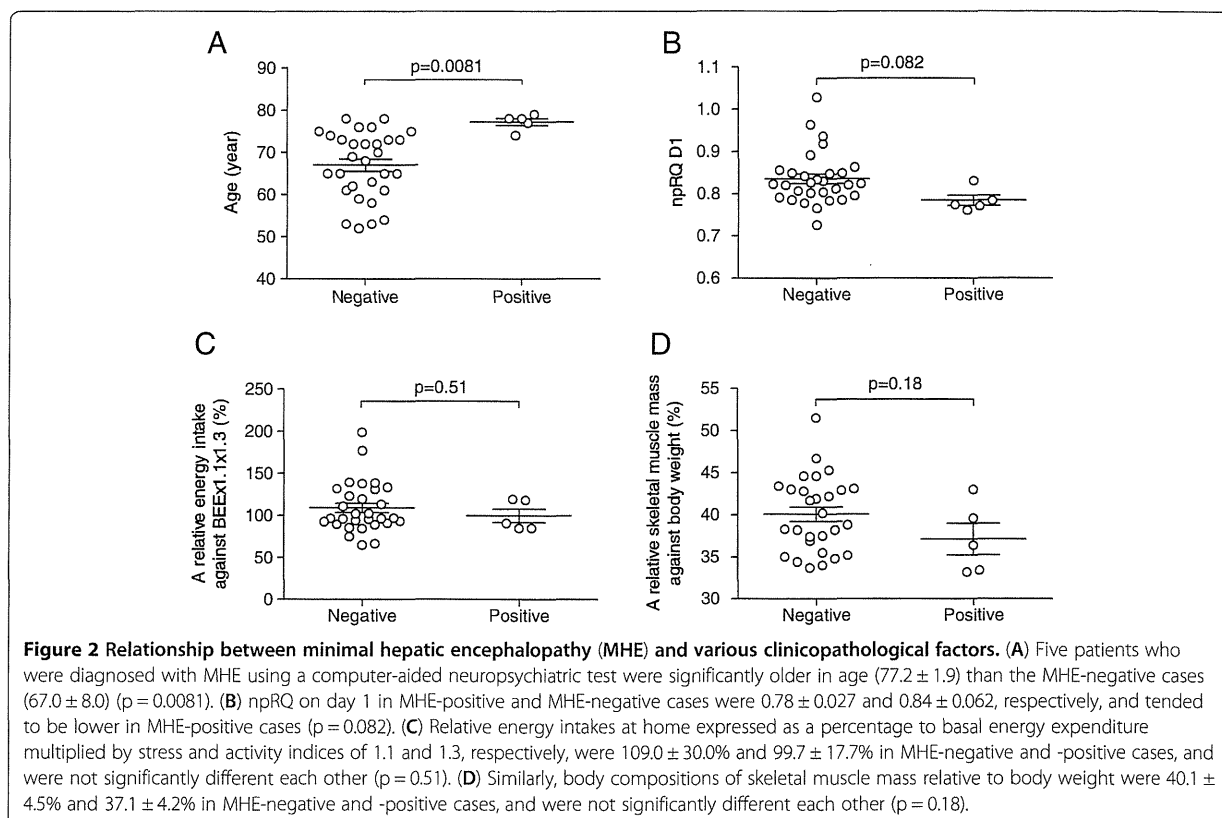 A
p=0.0081
90
80
70
60
50
40
Age (year)
Negative
Positive
B
p=0.082
1.1
1.0
0.9
0.8
0.7
0.6
npRQ D1
Negative
Positive
C
p=0.51
250
200
150
100
50
0
A relative energy intake
against BEEx1.1x1.3 (%)
Negative
Positive
D
p=0.18
55
50
45
40
35
30
A relative skeletal muscle mass
against body weight (%)
Negative
Positive
Figure 2 Relationship between minimal hepatic encephalopathy (MHE) and various clinicopathological factors. (A) Five patients who
were diagnosed with MHE using a computer-aided neuropsychiatric test were significantly older in age (77.2 ± 1.9) than the MHE-negative cases
(67.0 ± 8.0) (p = 0.0081). (B) npRQ on day 1 in MHE-positive and MHE-negative cases were 0.78 ± 0.027 and 0.84 ± 0.062, respectively, and tended
to be lower in MHE-positive cases (p = 0.082). (C) Relative energy intakes at home expressed as a percentage to basal energy expenditure
multiplied by stress and activity indices of 1.1 and 1.3, respectively, were 109.0 ± 30.0% and 99.7 ± 17.7% in MHE-negative and -positive cases, and
were not significantly different each other (p = 0.51). (D) Similarly, body compositions of skeletal muscle mass relative to body weight were 40.1 ±
4.5% and 37.1 ± 4.2% in MHE-negative and -positive cases, and were not significantly different each other (p = 0.18).